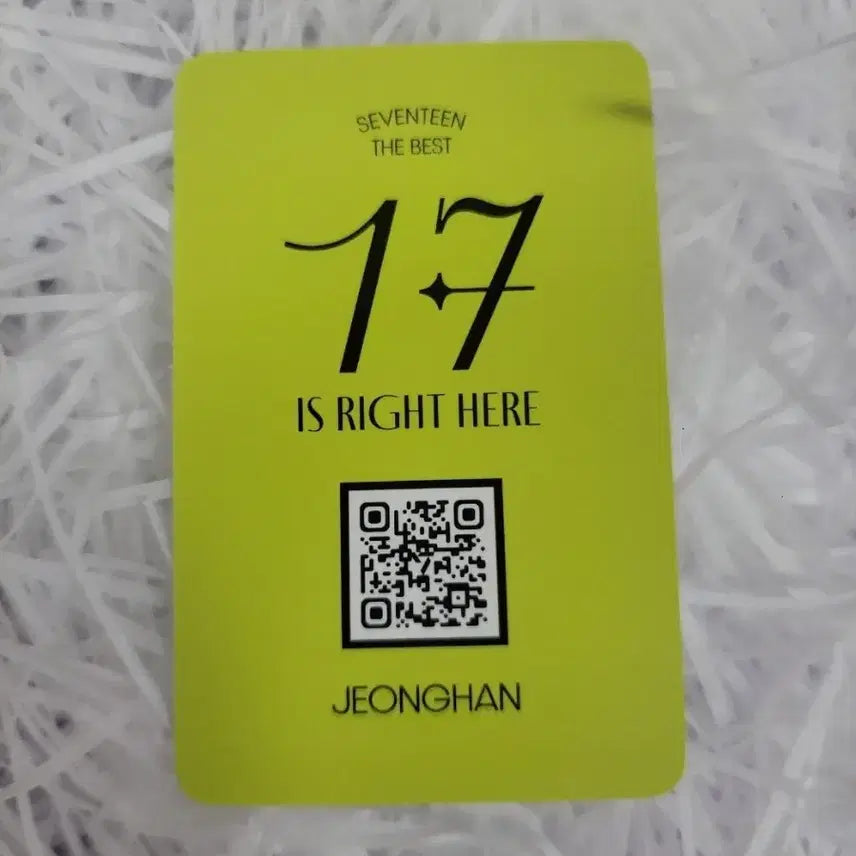 SEVENTEEN
THE BEST
17
IS RIGHT HERE
JEONGHAN